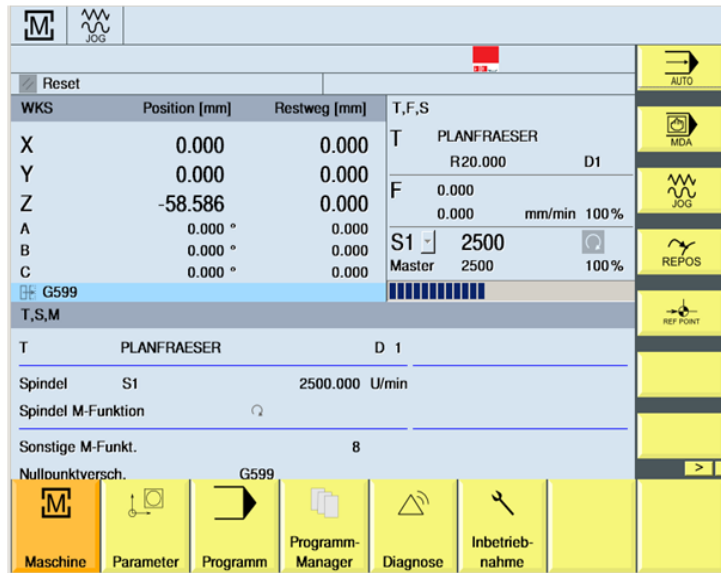 M
JOG
Reset
AUTO
WKS Position [mm] Restweg [mm]
X 0.000 0.000
Y 0.000 0.000
Z -58.586 0.000
A 0.000 ° 0.000
B 0.000 ° 0.000
C 0.000 ° 0.000
G599
T,F,S
T PLANFRAESER
R20.000 D1
F 0.000
0.000 mm/min 100%
S1 2500
Master 2500 100%
MDA
JOG
REPOS
REF POINT
T,S,M
T PLANFRAESER D 1
Spindel S1 2500.000 U/min
Spindel M-Funktion
Sonstige M-Funkt. 8
Nullpunktversch. G599
>
M
Maschine
Parameter
Programm
Programm-
Manager
Diagnose
Inbetrieb-
nahme